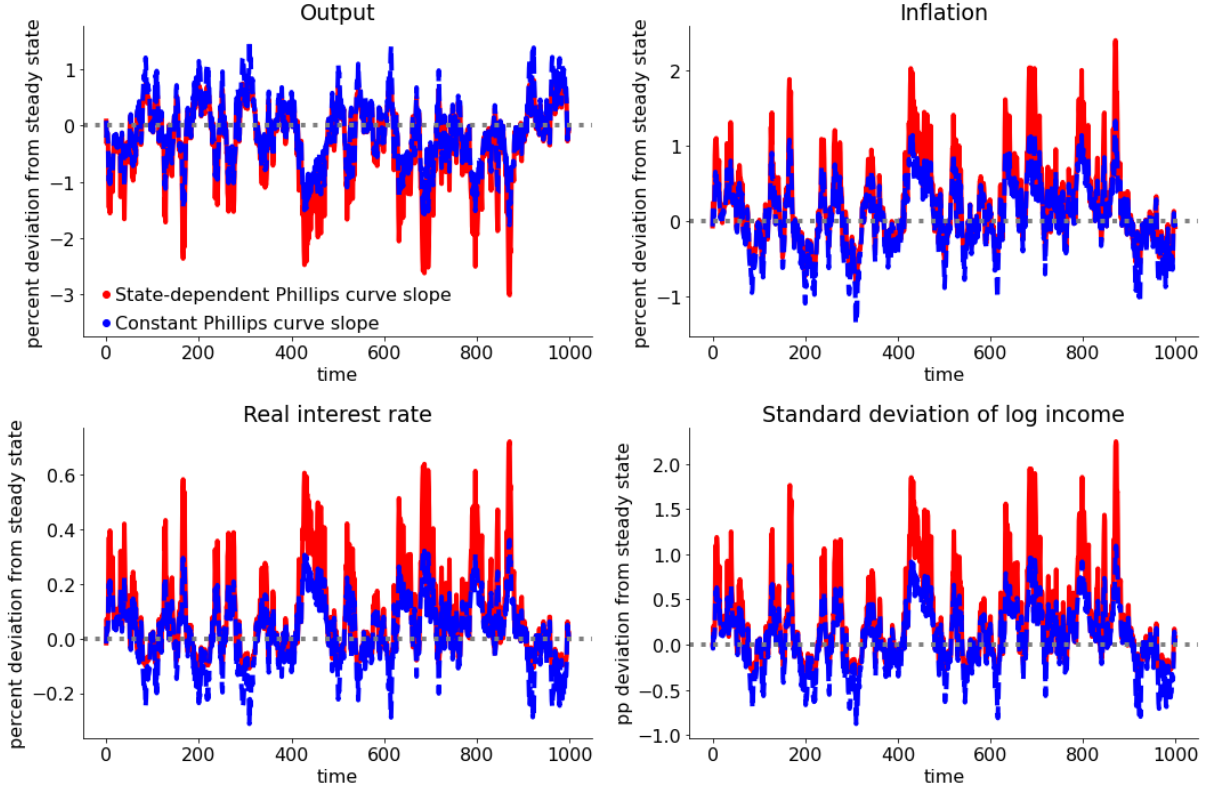 Output
percent deviation from steady state
1
0
−1
−2
−3
State-dependent Phillips curve slope
Constant Phillips curve slope
0 200 400 600 800 1000
time
Inflation
percent deviation from steady state
2
1
0
−1
0 200 400 600 800 1000
time
Real interest rate
percent deviation from steady state
0.6
0.4
0.2
0.0
−0.2
0 200 400 600 800 1000
time
Standard deviation of log income
pp deviation from steady state
2.0
1.5
1.0
0.5
0.0
−0.5
−1.0
0 200 400 600 800 1000
time